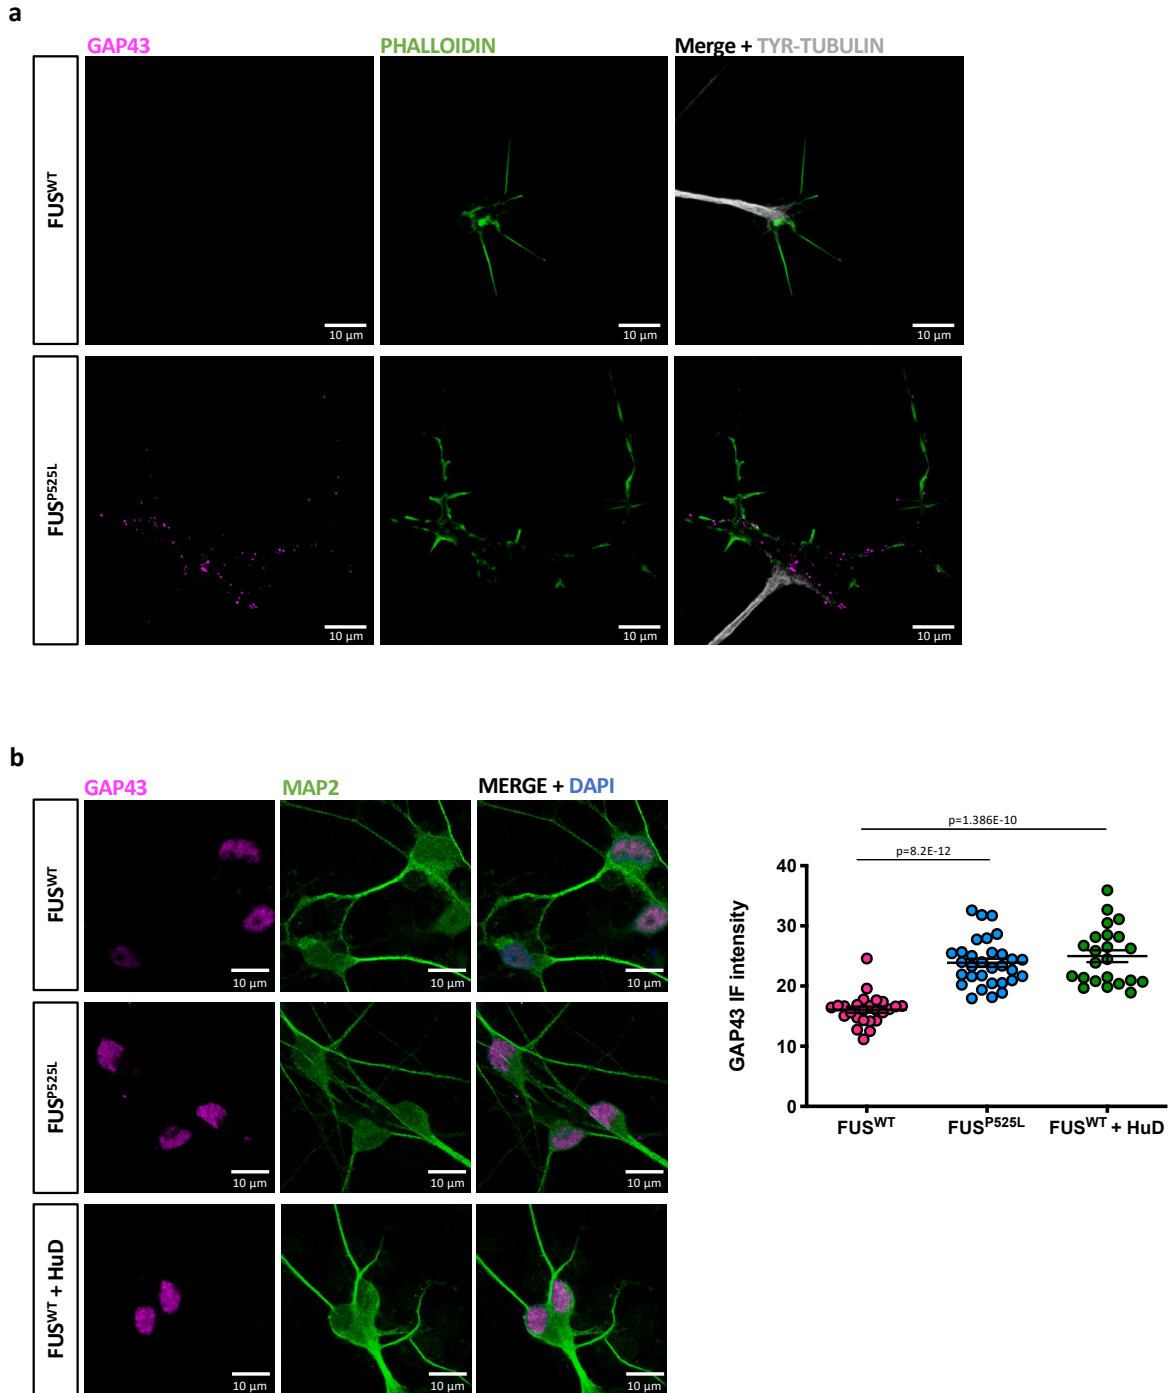 a
GAP43 PHALLOIDIN Merge + TYR-TUBULIN
FUSWT
10 µm 10 µm 10 µm
FUSP525L
10 µm 10 µm 10 µm
b
GAP43 MAP2 MERGE + DAPI
FUSWT
10 µm 10 µm 10 µm
FUSP525L
10 µm 10 µm 10 µm
FUSWT + HuD
10 µm 10 µm 10 µm
p=1.386E-10
p=8.2E-12
GAP43 IF intensity
40
30
20
10
0
FUSWT FUSP525L FUSWT + HuD